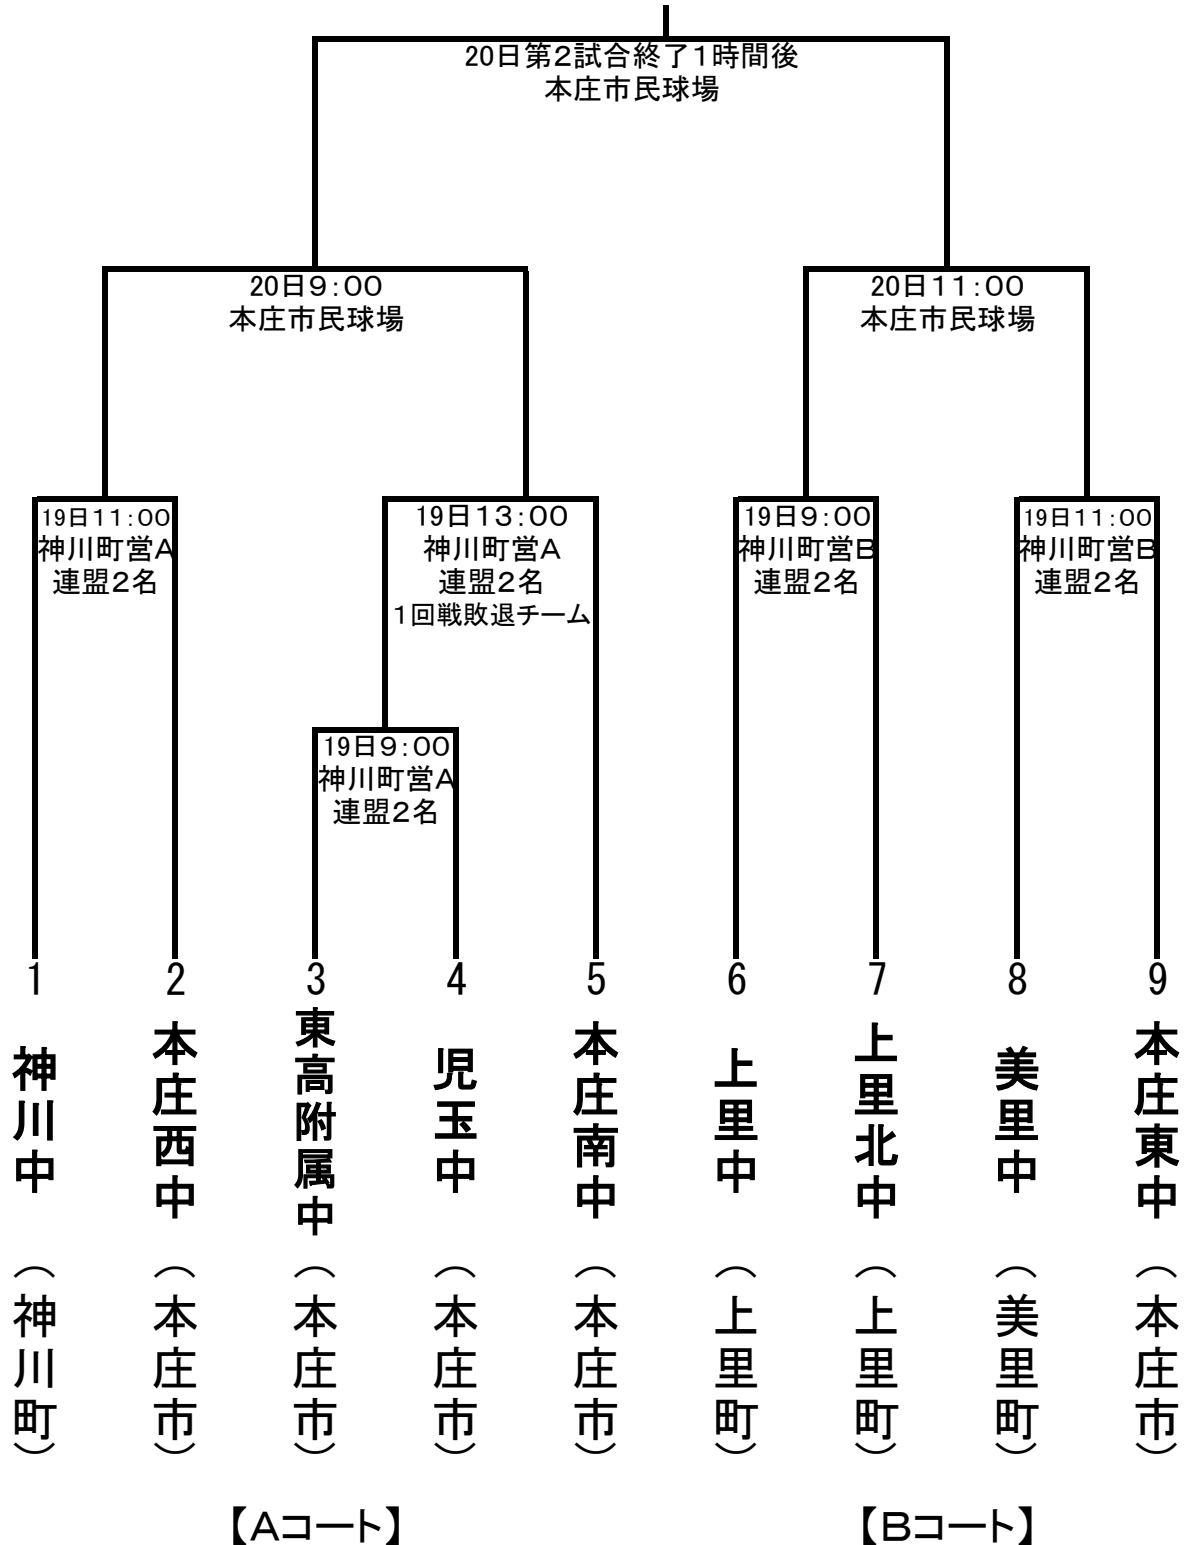 20日第2試合終了1時間後
本庄市民球場
20日9:00
本庄市民球場
20日11:00
本庄市民球場
19日11:00
神川町営A
連盟2名
19日13:00
神川町営A
連盟2名
1回戦敗退チーム
19日9:00
神川町営B
連盟2名
19日11:00
神川町営B
連盟2名
19日9:00
神川町営A
連盟2名
1
2
3
4
5
6
7
8
9
神川中
本庄西中
東高附属中
児玉中
本庄南中
上里中
上里北中
美里中
本庄東中
(神川町)
(本庄市)
(本庄市)
(本庄市)
(本庄市)
(上里町)
(上里町)
(美里町)
(本庄市)
【Aコート】
【Bコート】